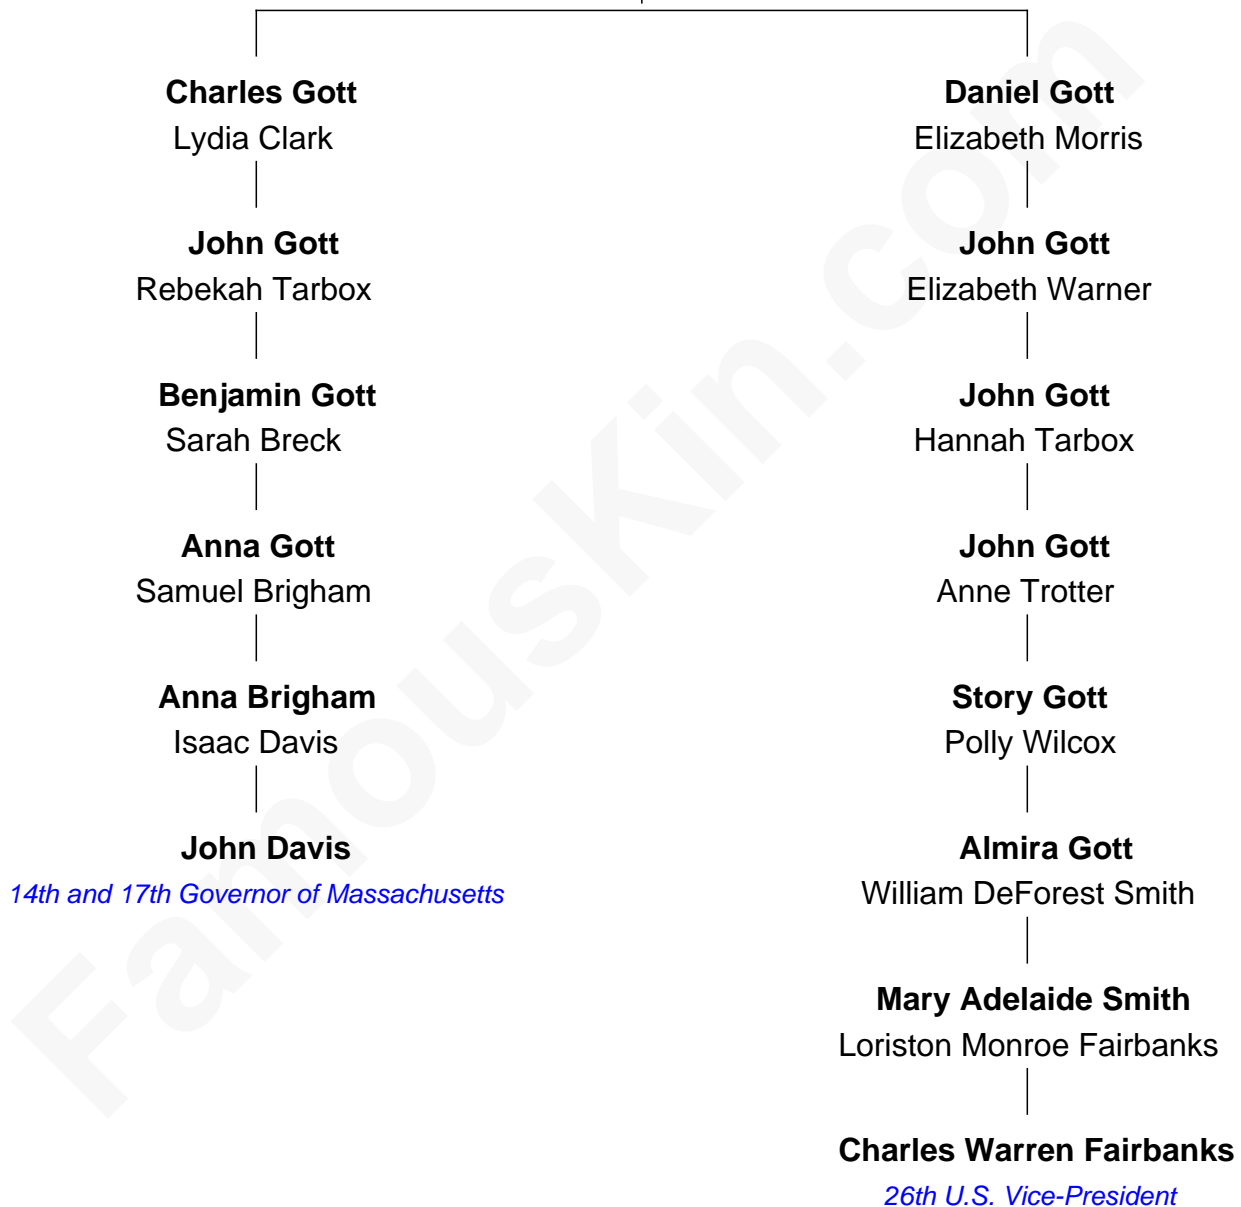 Charles Gott
Lydia Clark
John Gott
Rebekah Tarbox
Benjamin Gott
Sarah Breck
Anna Gott
Samuel Brigham
Anna Brigham
Isaac Davis
John Davis
14th and 17th Governor of Massachusetts
Daniel Gott
Elizabeth Morris
John Gott
Elizabeth Warner
John Gott
Hannah Tarbox
John Gott
Anne Trotter
Story Gott
Polly Wilcox
Almira Gott
William DeForest Smith
Mary Adelaide Smith
Loriston Monroe Fairbanks
Charles Warren Fairbanks
26th U.S. Vice-President
FamousKin.com